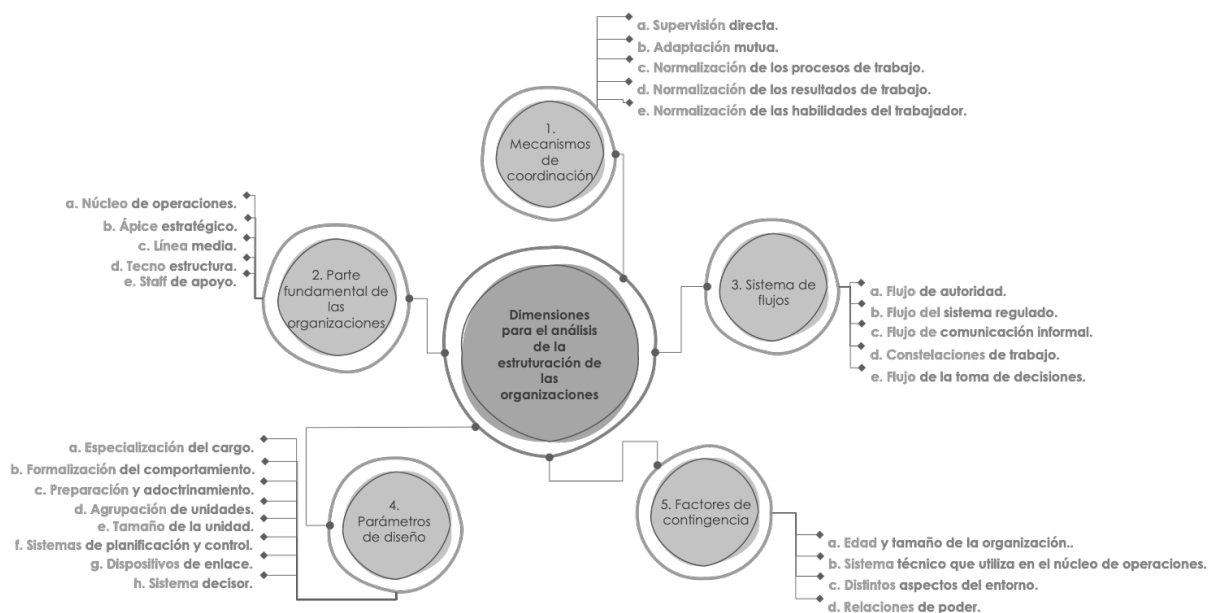 a. Supervisión directa.
b. Adaptación mutua.
c. Normalización de los procesos de trabajo.
d. Normalización de los resultados de trabajo.
e. Normalización de las habilidades del trabajador.
1.
Mecanismos
de
coordinación
a. Núcleo de operaciones.
b. Ápice estratégico.
c. Línea media.
d. Tecno estructura.
e. Staff de apoyo.
2. Parte
fundamental de
las
organizaciones
3. Sistema de
flujos
a. Flujo de autoridad.
b. Flujo del sistema regulado.
c. Flujo de comunicación informal.
d. Constelaciones de trabajo.
e. Flujo de la toma de decisiones.
Dimensiones
para el análisis
de la
estruturación de
las
organizaciones
a. Especialización del cargo.
b. Formalización del comportamiento.
c. Preparación y adoctrinamiento.
d. Agrupación de unidades.
e. Tamaño de la unidad.
f. Sistemas de planificación y control.
g. Dispositivos de enlace.
h. Sistema decisor.
4.
Parámetros
de diseño
5. Factores de
contingencia
a. Edad y tamaño de la organización..
b. Sistema técnico que utiliza en el núcleo de operaciones.
c. Distintos aspectos del entorno.
d. Relaciones de poder.